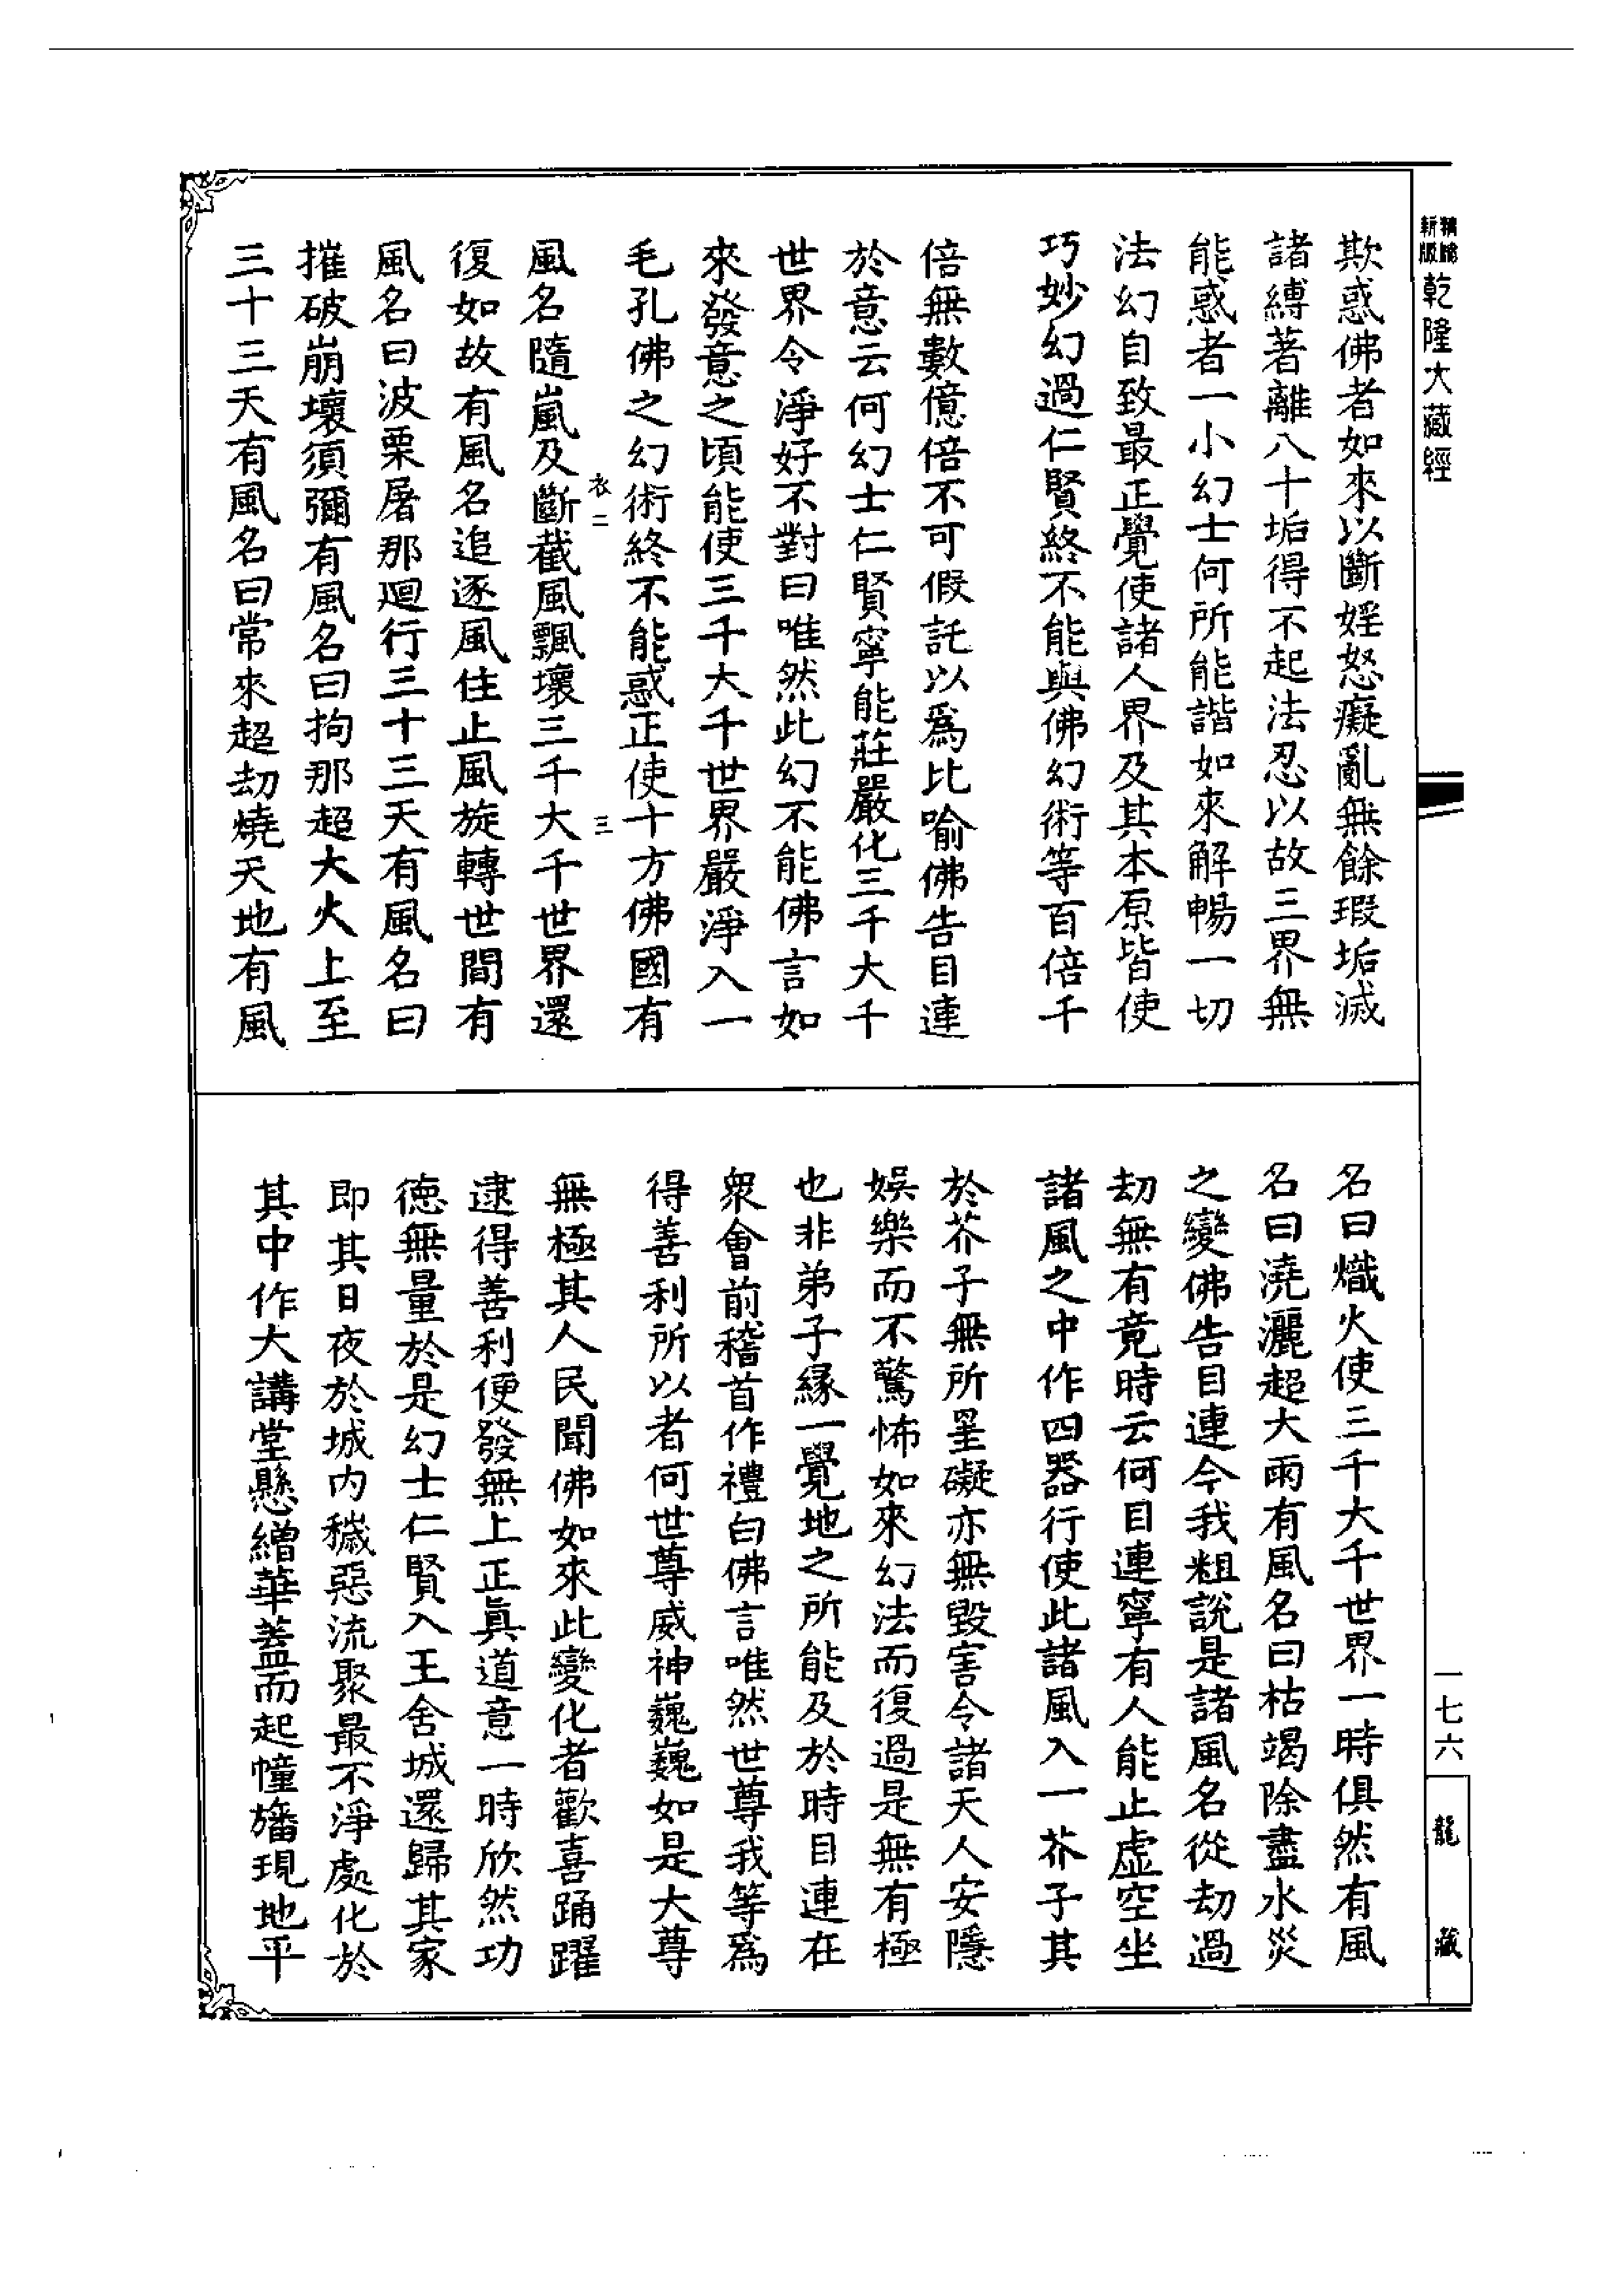 新版
精縮
乾隆大藏經
欺惑佛者如來以斷婬怒癡亂無餘瑕垢滅
諸縛著離八十垢得不起法忍以故三界無
能惑者一小幻士何所能諧如來解暢一切
法幻自致最正覺使諸人界及其本原皆使
巧妙幻過仁賢終不能與佛幻術等百倍千
倍無數億倍不可假託以為比喻佛告目連
於意云何幻士仁賢寧能莊嚴化三千大千
世界令淨好不對曰唯然此幻不能佛言如
來發意之頃能使三千大千世界嚴淨入一
毛孔佛之幻術終不能惑正使十方佛國有
衣二
三
風名隨嵐及斷截風飄壞三千大千世界還
復如故有風名追逐風住止風旋轉世間有
風名曰波栗屠那迴行三十三天有風名曰
摧破崩壞須彌有風名曰拘那超大火上至
三十三天有風名曰常來超劫燒天地有風
名曰熾火使三千大千世界一時俱然有風
名曰澆灑超大雨有風名曰枯竭除盡水災
之變佛告目連今我粗說是諸風名從劫過
劫無有竟時云何目連寧有人能止虛空坐
諸風之中作四器行使此諸風入一芥子其
於芥子無所罣礙亦無毀害令諸天人安隱
娛樂而不驚怖如來幻法而復過是無有極
也非弟子緣一覺地之所能及於時目連在
眾會前稽首作禮白佛言唯然世尊我等為
得善利所以者何世尊威神巍巍如是大尊
無極其人民聞佛如來此變化者歡喜踊躍
逮得善利便發無上正真道意一時欣然功
德無量於是幻士仁賢入王舍城還歸其家
即其日夜於城內穢惡流聚最不淨處化於
其中作大講堂懸繒華蓋而起幢旛現地平
一七六
龍藏